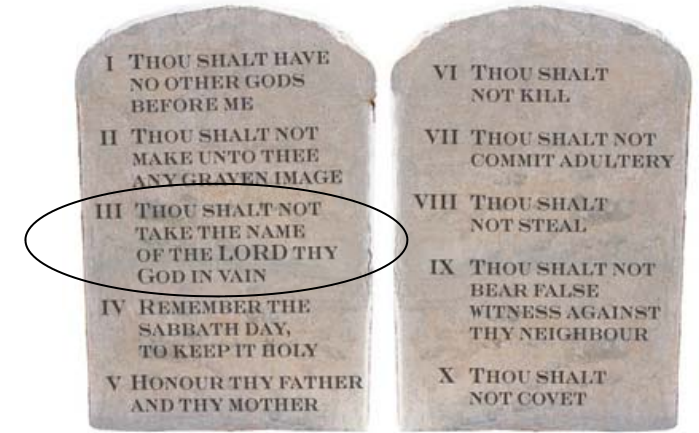 I THOU SHALT HAVE
NO OTHER GODS
BEFORE ME
II THOU SHALT NOT
MAKE UNTO THEE
ANY GRAVEN IMAGE
III THOU SHALT NOT
TAKE THE NAME
OF THE LORD THY
GOD IN VAIN
IV REMEMBER THE
SABBATH DAY,
TO KEEP IT HOLY
V HONOUR THY FATHER
AND THY MOTHER
VI THOU SHALT
NOT KILL
VII THOU SHALT NOT
COMMIT ADULTERY
VIII THOU SHALT
NOT STEAL
IX THOU SHALT NOT
BEAR FALSE
WITNESS AGAINST
THY NEIGHBOUR
X THOU SHALT
NOT COVET